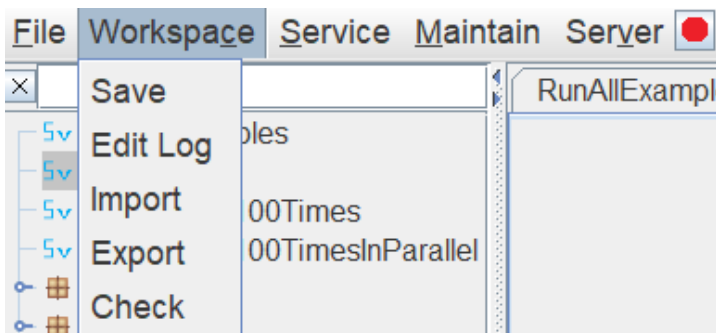 File Workspace Service Maintain Server
Save
RunAllExampl
Edit Log
ples
Import
00Times
Export
00TimesInParallel
Check